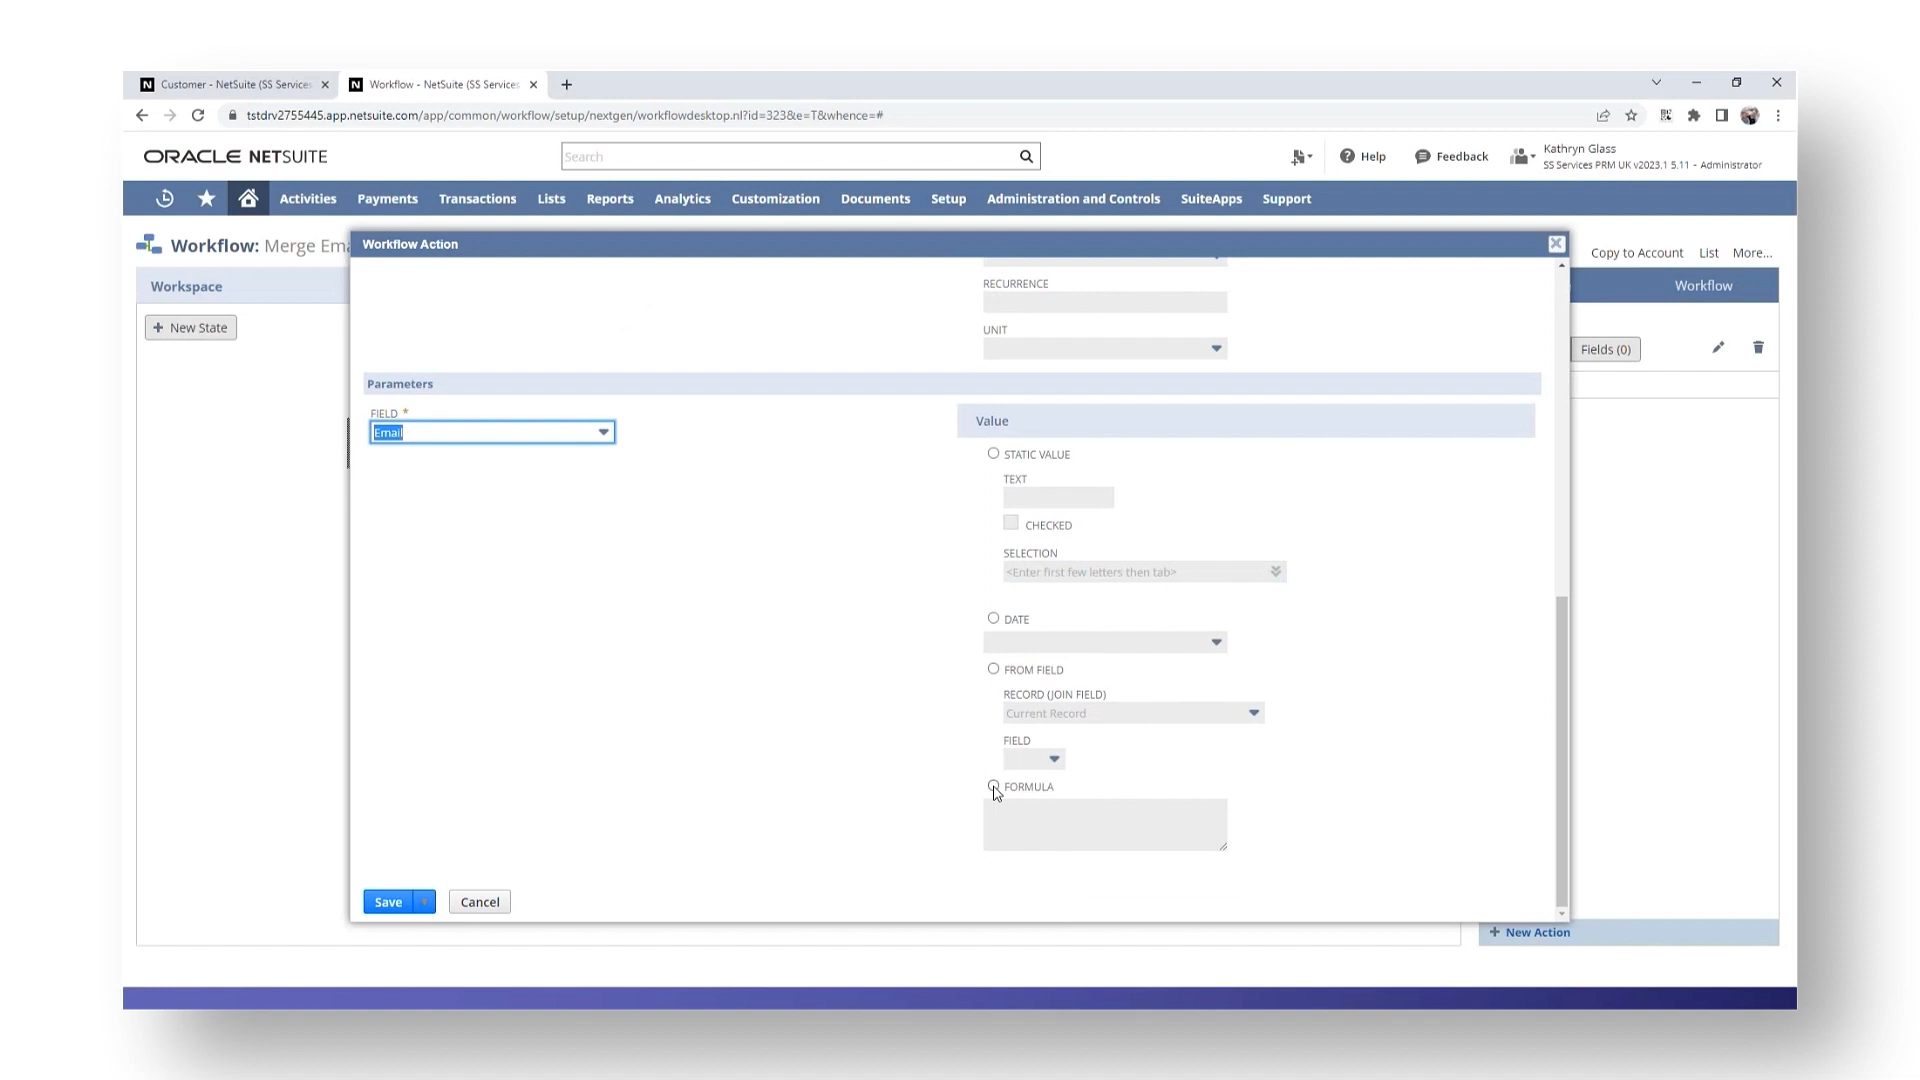 Customer - NetSuite (SS Services
Workflow - NetSuite (SS Services
tstdrv2755445.app.netsuite.com/app/common/workflow/setup/nextgen/workflowdesktop.nl?id=323&e=T&whence=#
ORACLE NETSUITE
Search
Help
Feedback
Kathryn Glass
SS Services PRM UK v2023.1 5.11 - Administrator
Activities Payments Transactions Lists Reports Analytics Customization Documents Setup Administration and Controls SuiteApps Support
Workflow: Merge Ema
Workflow Action
Copy to Account List More...
Workspace
Workflow
+ New State
Fields (0)
RECURRENCE
UNIT
Parameters
FIELD *
Email
Value
STATIC VALUE
TEXT
CHECKED
SELECTION
<Enter first few letters then tab>
DATE
FROM FIELD
RECORD (JOIN FIELD)
Current Record
FIELD
FORMULA
Save
Cancel
+ New Action